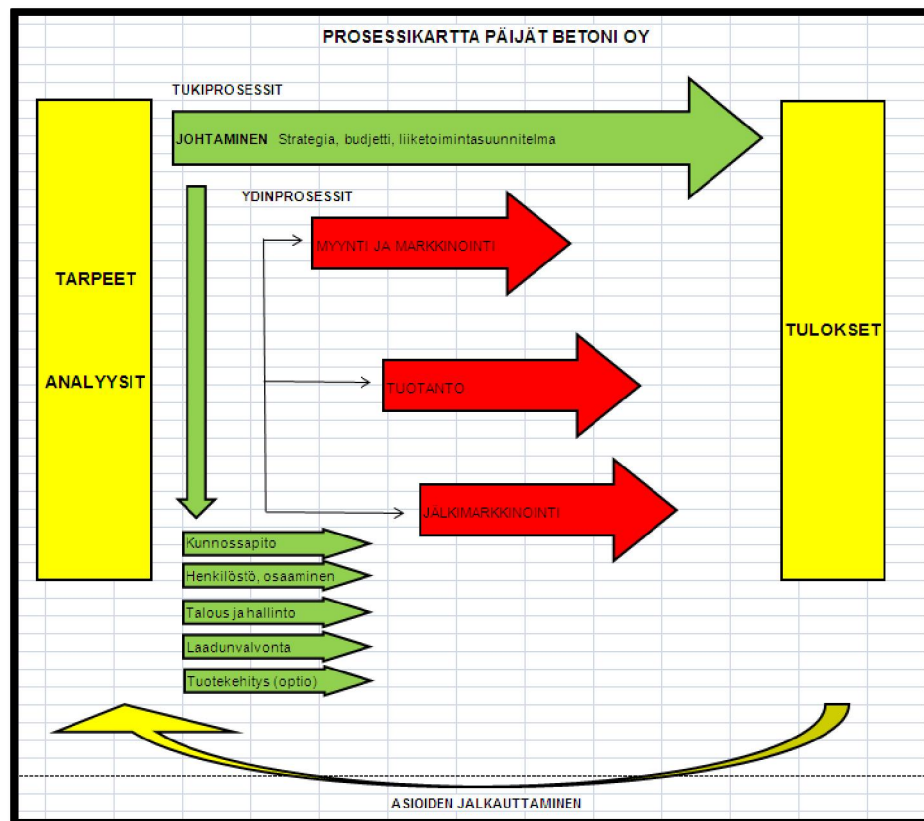 PROSESSIKARTTA PÄIJÄT BETONI OY
TUKIPROSESSIT
JOHTAMINEN Strategia, budjetti, liiketoimintasuunnitelma
YDINPROSESSIT
MYYNTI JA MARKKINOINTI
TARPEET
TULOKSET
ANALYYSIT
TUOTANTO
JÄLKIMARKKINOINTI
Kunnossapito
Henkilöstö, osaaminen
Talous ja hallinto
Laadunvalvonta
Tuotekehitys (optio)
ASIOIDEN JALKAUTTAMINEN